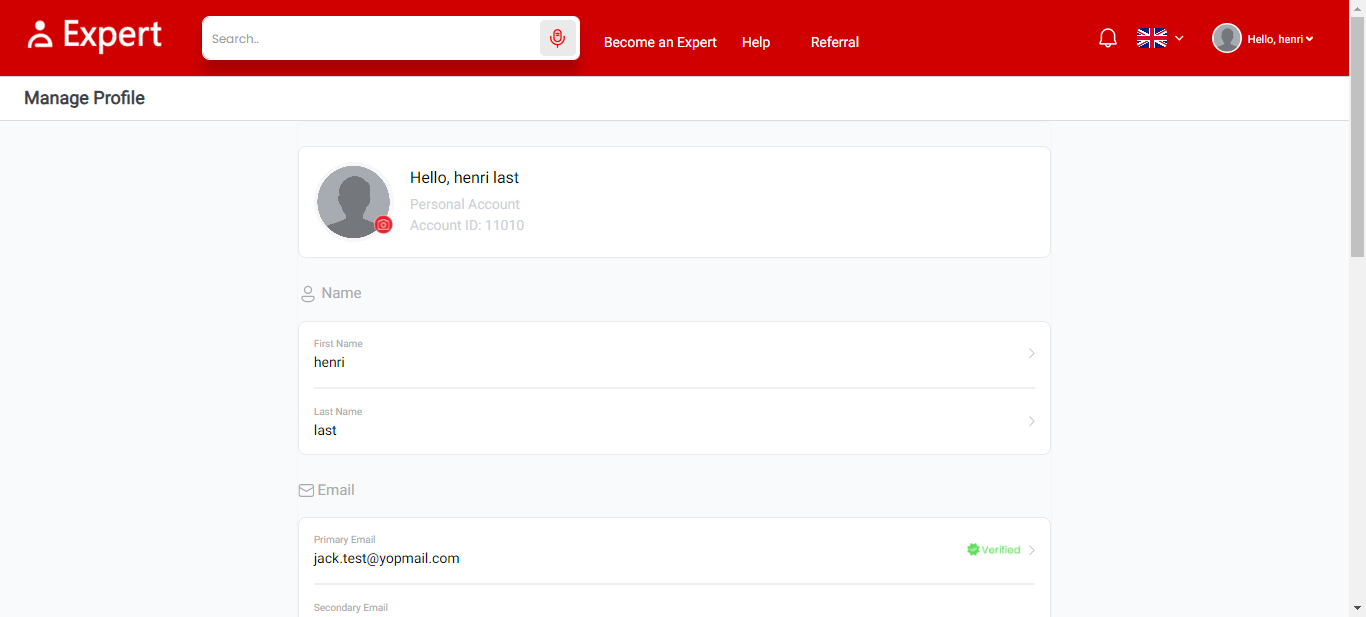 Expert
Search..
Become an Expert
Help
Referral
Hello, henri
Manage Profile
Hello, henri last
Personal Account
Account ID: 11010
Name
First Name
henri
Last Name
last
Email
Primary Email
jack.test@yopmail.com
Verified
Secondary Email